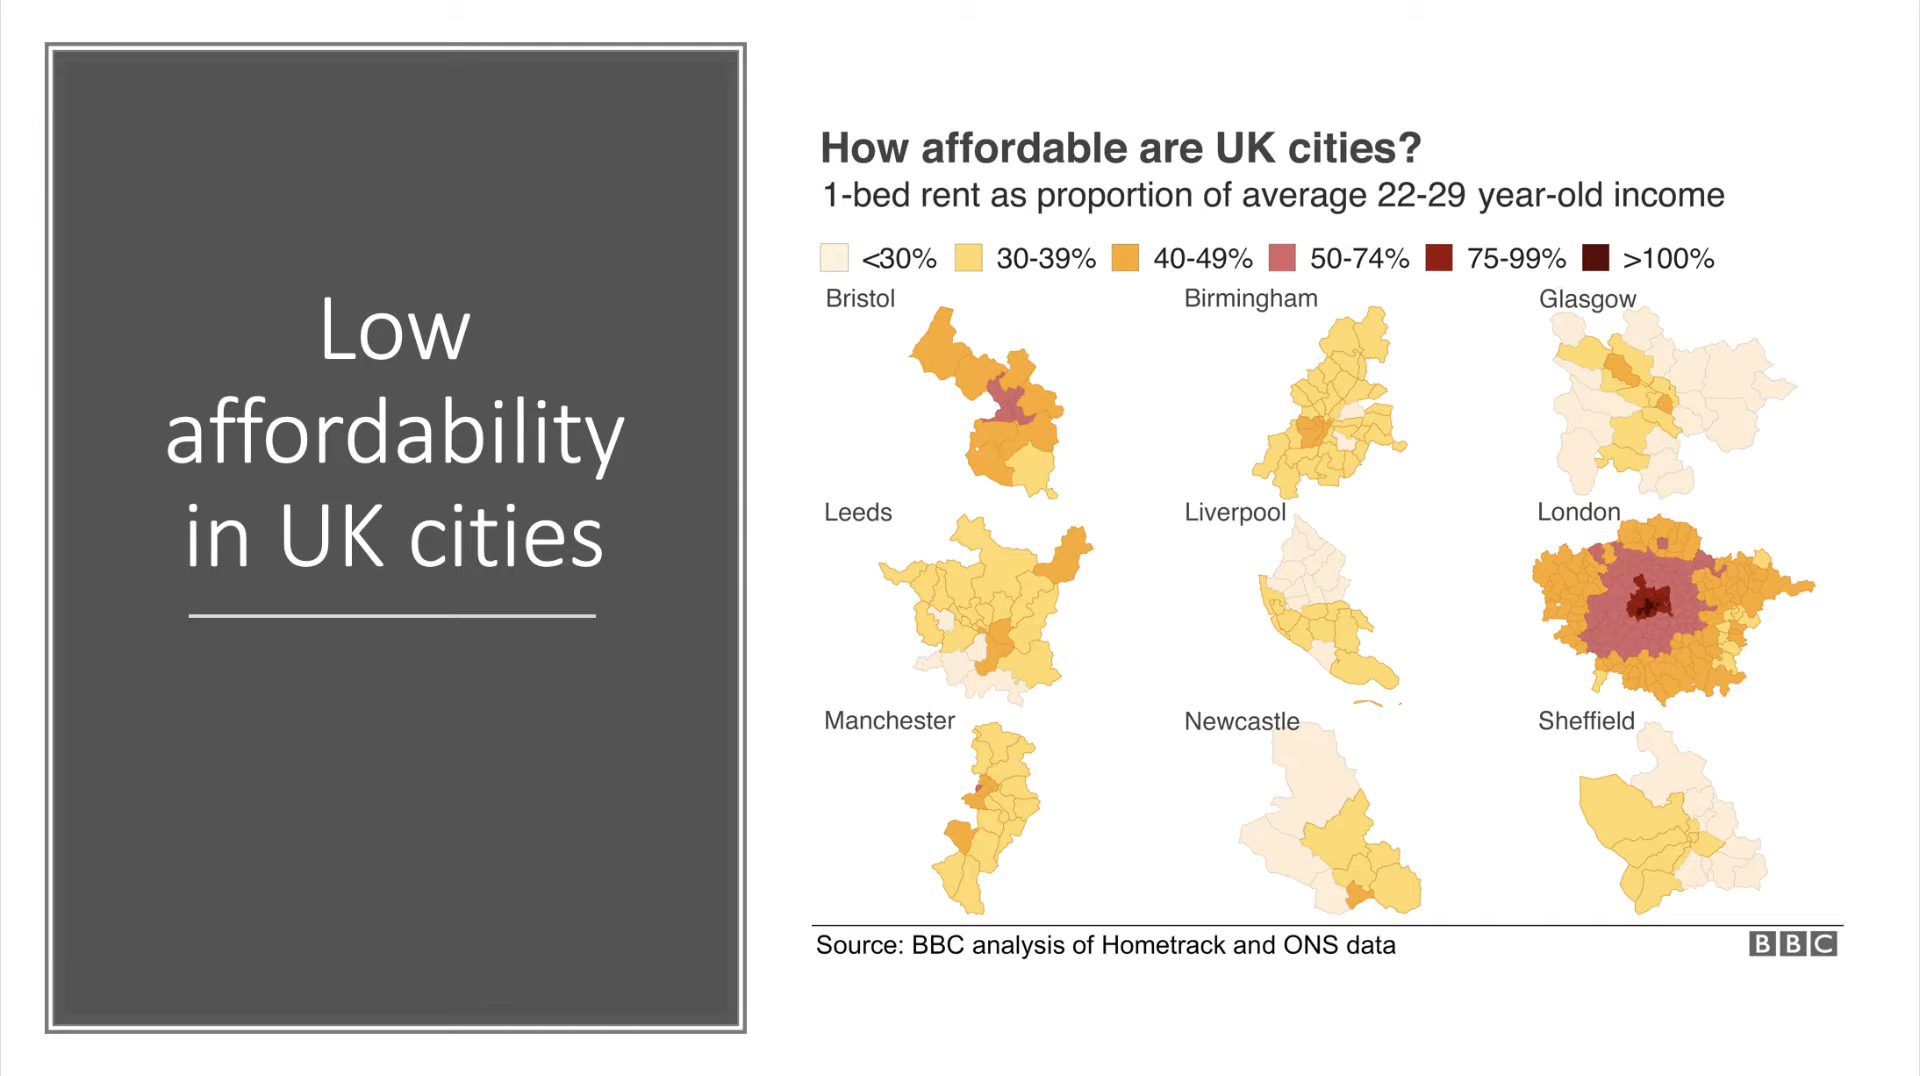 Low
affordability
in UK cities
How affordable are UK cities?
1-bed rent as proportion of average 22-29 year-old income
<30% 30-39% 40-49% 50-74% 75-99% >100%
Bristol Birmingham Glasgow
Leeds Liverpool London
Manchester Newcastle Sheffield
Source: BBC analysis of Hometrack and ONS data BBC